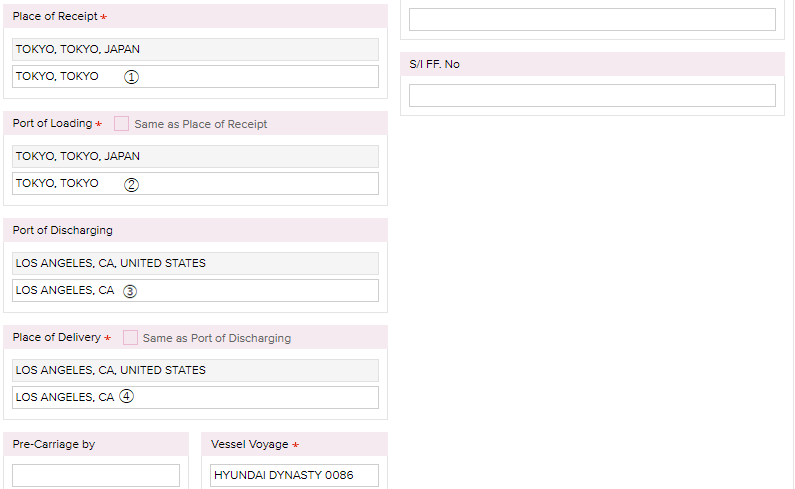 Place of Receipt *
TOKYO, TOKYO, JAPAN
TOKYO, TOKYO ①
Port of Loading * Same as Place of Receipt
TOKYO, TOKYO, JAPAN
TOKYO, TOKYO ②
Port of Discharging
LOS ANGELES, CA, UNITED STATES
LOS ANGELES, CA ③
Place of Delivery * Same as Port of Discharging
LOS ANGELES, CA, UNITED STATES
LOS ANGELES, CA ④
Pre-Carriage by
Vessel Voyage *
HYUNDAI DYNASTY 0086
S/I FF. No